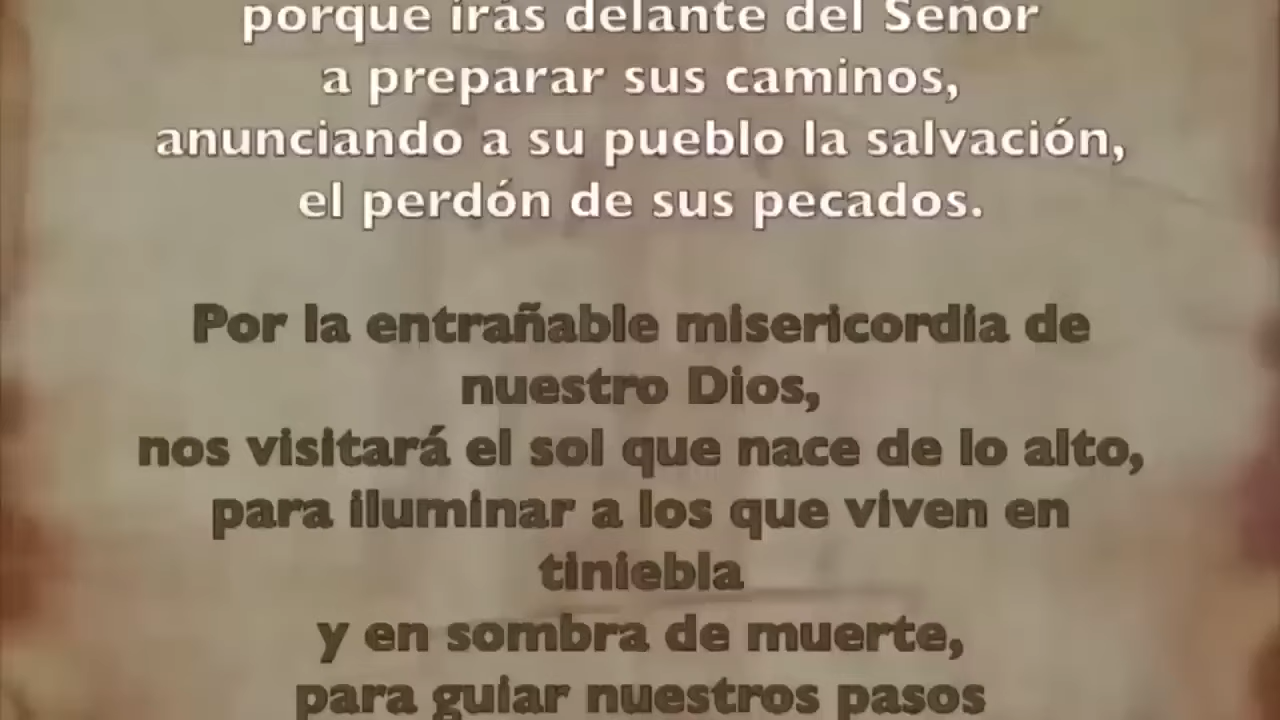 porque irás delante del Señor
a preparar sus caminos,
anunciando a su pueblo la salvación,
el perdón de sus pecados.
Por la entrañable misericordia de
nuestro Dios,
nos visitará el sol que nace de lo alto,
para iluminar a los que viven en
tiniebla
y en sombra de muerte,
para guiar nuestros pasos